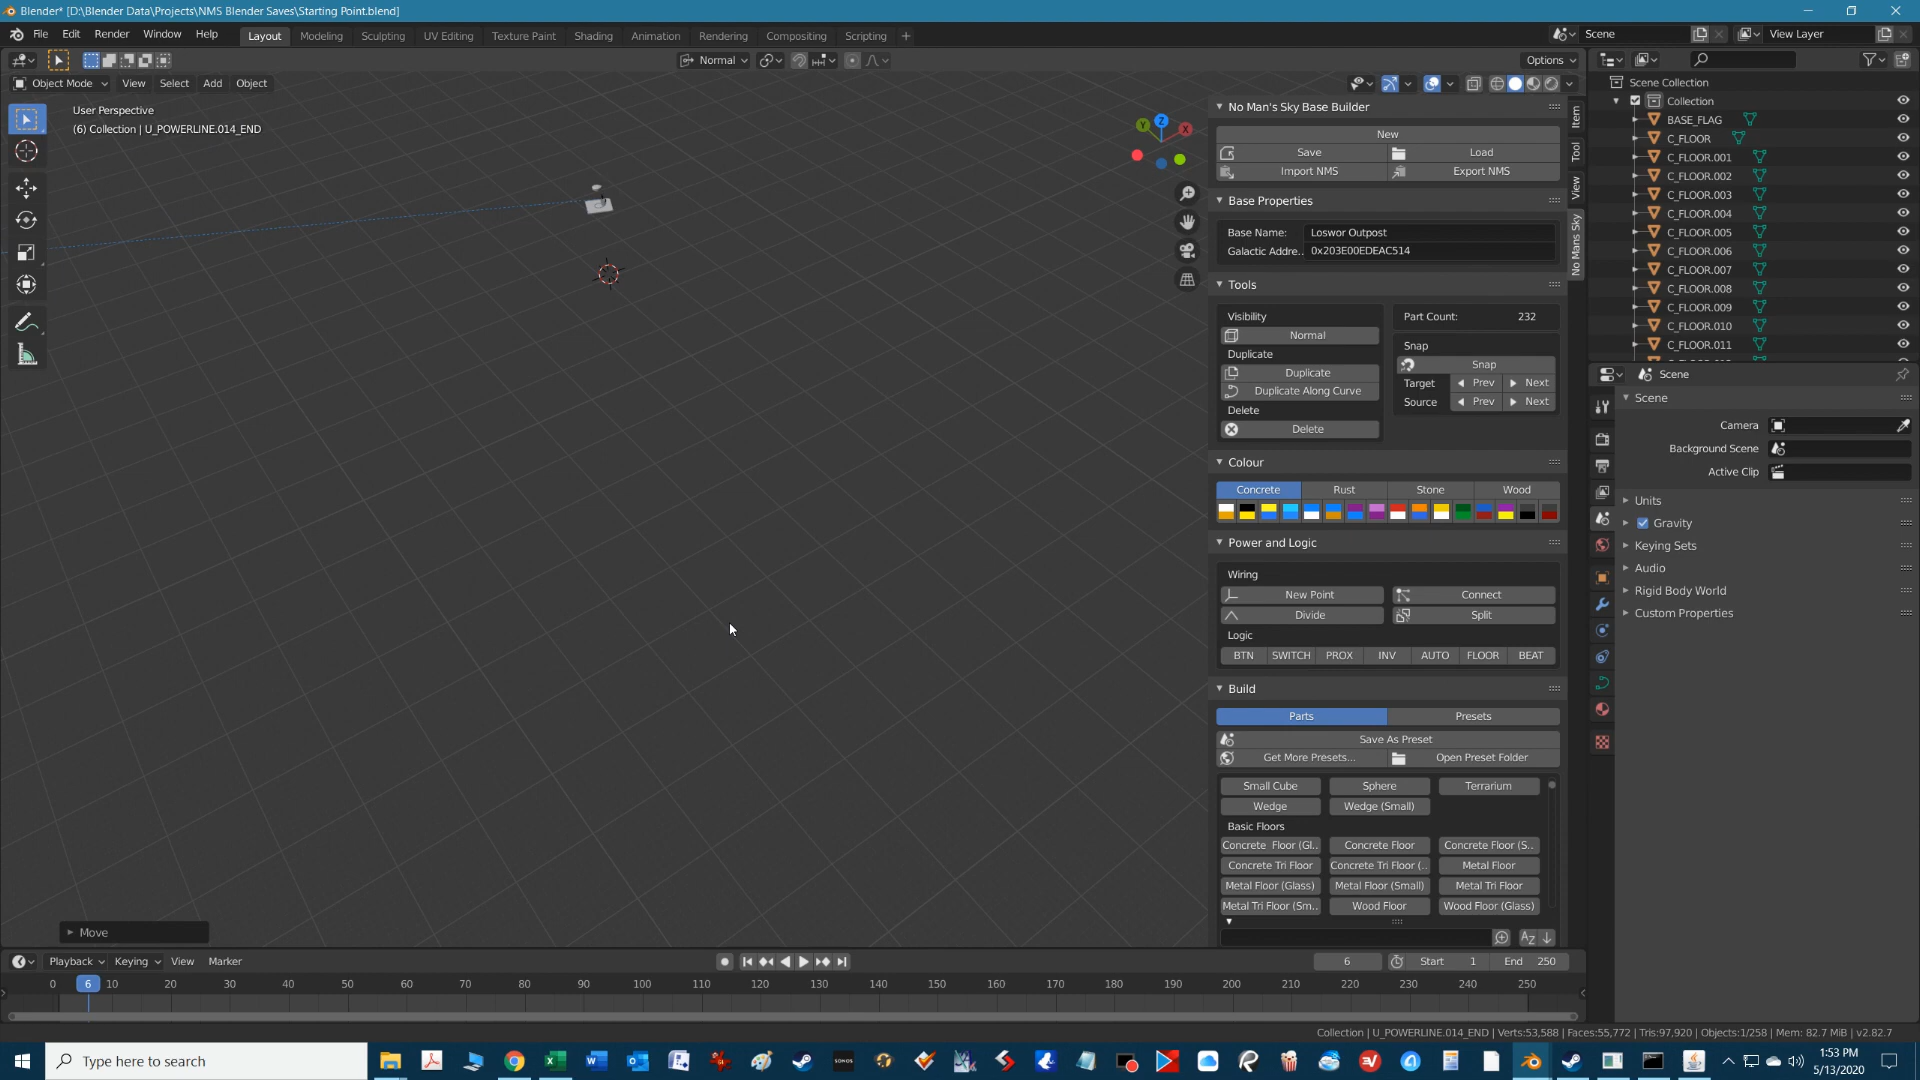 Blender* [D:\Blender Data\Projects\NMS Blender Saves\Starting Point.blend]
File Edit Render Window Help Layout Modeling Sculpting UV Editing Texture Paint Shading Animation Rendering Compositing Scripting + Scene View Layer
Normal Options
Object Mode View Select Add Object
User Perspective
(6) Collection | U_POWERLINE.014_END
Y Z X
No Man's Sky Base Builder
New
Save Load
Import NMS Export NMS
Base Properties
Base Name: Loswor Outpost
Galactic Addre.. 0x203E00EDEAC514
Tools
Visibility
Normal
Duplicate
Duplicate
Duplicate Along Curve
Delete
Delete
Part Count: 232
Snap
Snap
Target Prev Next
Source Prev Next
Colour
Concrete Rust Stone Wood
Power and Logic
Wiring
New Point Connect
Divide Split
Logic
BTN SWITCH PROX INV AUTO FLOOR BEAT
Build
Parts Presets
Save As Preset
Get More Presets... Open Preset Folder
Small Cube Sphere Terrarium
Wedge Wedge (Small)
Basic Floors
Concrete Floor (Gl.. Concrete Floor Concrete Floor (S..
Concrete Tri Floor Concrete Tri Floor (.. Metal Floor
Metal Floor (Glass) Metal Floor (Small) Metal Tri Floor
Metal Tri Floor (Sm.. Wood Floor Wood Floor (Glass)
Item
Tool
View
No Mans Sky
Scene Collection
Collection
BASE_FLAG
C_FLOOR
C_FLOOR.001
C_FLOOR.002
C_FLOOR.003
C_FLOOR.004
C_FLOOR.005
C_FLOOR.006
C_FLOOR.007
C_FLOOR.008
C_FLOOR.009
C_FLOOR.010
C_FLOOR.011
Scene
Scene
Camera
Background Scene
Active Clip
Units
Gravity
Keying Sets
Audio
Rigid Body World
Custom Properties
Move
Playback Keying View Marker 6 Start 1 End 250
0 6 10 20 30 40 50 60 70 80 90 100 110 120 130 140 150 160 170 180 190 200 210 220 230 240 250
Collection | U_POWERLINE.014_END | Verts:53,588 | Faces:55,772 | Tris:97,920 | Objects:1/258 | Mem: 82.7 MiB | v2.82.7
Type here to search
SONOS
1:53 PM
5/13/2020